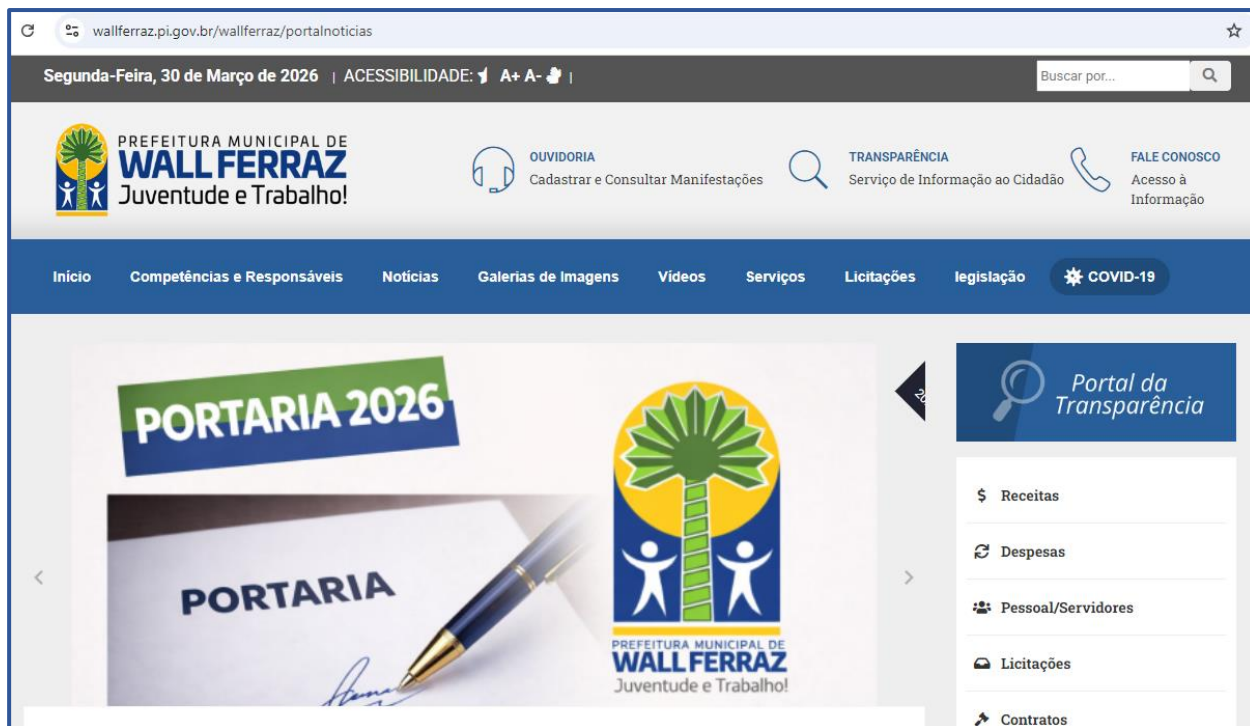 wallferraz.pi.gov.br/wallferraz/portalnoticias
Segunda-Feira, 30 de Março de 2026 | ACESSIBILIDADE: A+ A- |
Buscar por...
PREFEITURA MUNICIPAL DE
WALL FERRAZ
Juventude e Trabalho!
OUVIDORIA
Cadastrar e Consultar Manifestações
TRANSPARÊNCIA
Serviço de Informação ao Cidadão
FALE CONOSCO
Acesso à
Informação
Início Competências e Responsáveis Notícias Galerias de Imagens Vídeos Serviços Licitações legislação COVID-19
PORTARIA 2026
PORTARIA
PREFEITURA MUNICIPAL DE
WALL FERRAZ
Juventude e Trabalho!
20
Portal da
Transparência
$ Receitas
Despesas
Pessoal/Servidores
Licitações
Contratos